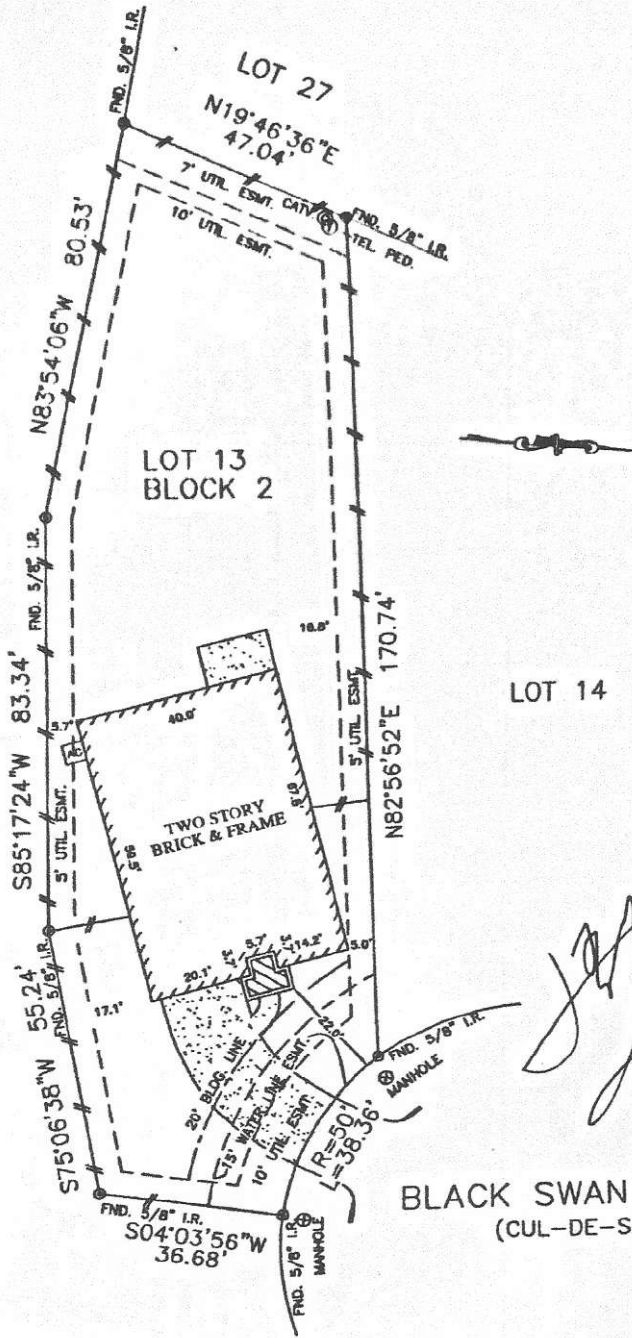 FND. 5/8" I.R.
LOT 27
N19°46'36"E
47.04'
7' UTIL ESMT. CATV
10' UTIL ESMT.
FND. 5/8" I.R.
TEL. PED.
80.53'
N83°54'06"W
LOT 13
BLOCK 2
FND. 5/8" I.R.
83.34'
S85°17'24"W
5' UTIL ESMT.
5.7'
40.0'
16.8'
170.74'
N82°56'52"E
5' UTIL ESMT.
LOT 14
TWO STORY
BRICK & FRAME
58.5'
20.1'
5.7'
14.2'
5.0'
55.24'
FND. 5/8" I.R.
S75°06'38"W
17.1'
20' BLDG. LINE
15' WATER LINE ESMT.
10' UTIL ESMT.
FND. 5/8" I.R.
MANHOLE
R=50'
L=38.36'
FND. 5/8" I.R.
S04°03'56"W
36.68'
FND. 5/8" I.R.
MANHOLE
BLACK SWAN
(CUL-DE-S